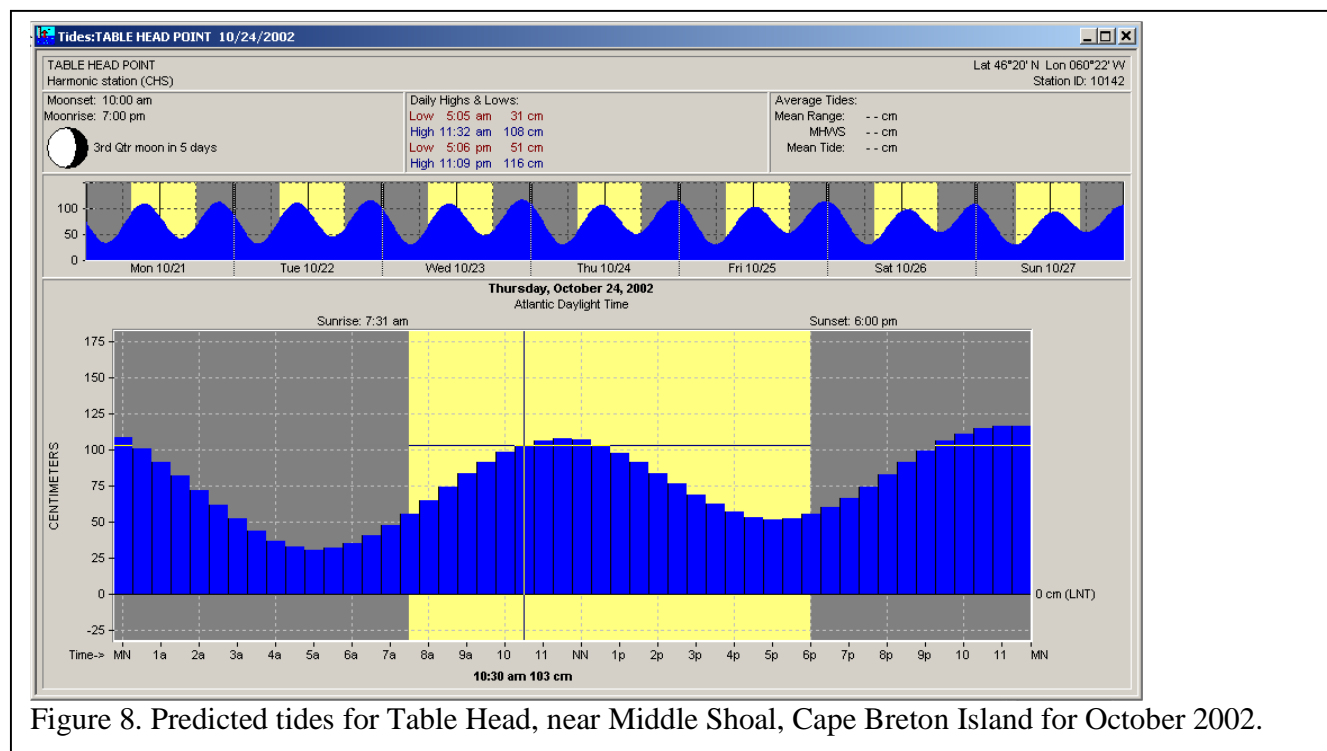 Tides:TABLE HEAD POINT 10/24/2002
TABLE HEAD POINT
Harmonic station (CHS)
Lat 46°20' N Lon 060°22' W
Station ID: 10142
Moonset: 10:00 am
Moonrise: 7:00 pm
3rd Qtr moon in 5 days
Daily Highs & Lows:
Low 5:05 am 31 cm
High 11:32 am 108 cm
Low 5:06 pm 51 cm
High 11:09 pm 116 cm
Average Tides:
Mean Range: - - cm
MHWS - - cm
Mean Tide: - - cm
100
50
0
Mon 10/21 Tue 10/22 Wed 10/23 Thu 10/24 Fri 10/25 Sat 10/26 Sun 10/27
Thursday, October 24, 2002
Atlantic Daylight Time
Sunrise: 7:31 am Sunset: 6:00 pm
175
150
125
100
75
50
25
0
-25
CENTIMETERS
0 cm (LNT)
Time-> MN 1a 2a 3a 4a 5a 6a 7a 8a 9a 10 11 NN 1p 2p 3p 4p 5p 6p 7p 8p 9p 10 11 MN
10:30 am 103 cm
Figure 8. Predicted tides for Table Head, near Middle Shoal, Cape Breton Island for October 2002.